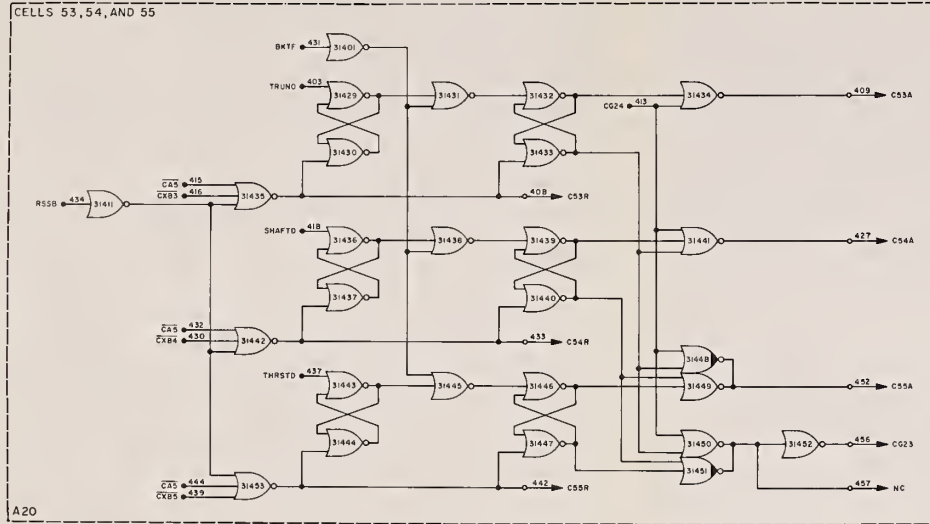 CELLS 53, 54, AND 55
BKTF 431 31401
TRUNO 403 31429 31431 31432 CG24 413 31434 409 C53A
31430 31433
CA5 415
CXB3 416 31435 408 C53R
RSSB 434 31411
SHAFTD 418 31436 31438 31439 31441 427 C54A
31437 31440
CA5 432
CXB4 430 31442 433 C54R
31448
THRSTD 437 31443 31445 31446 31449 452 C55A
31444 31447 31450 31452 456 CG23
31451
CA5 444 31453 442 C55R 457 NC
CXB5 439
A20